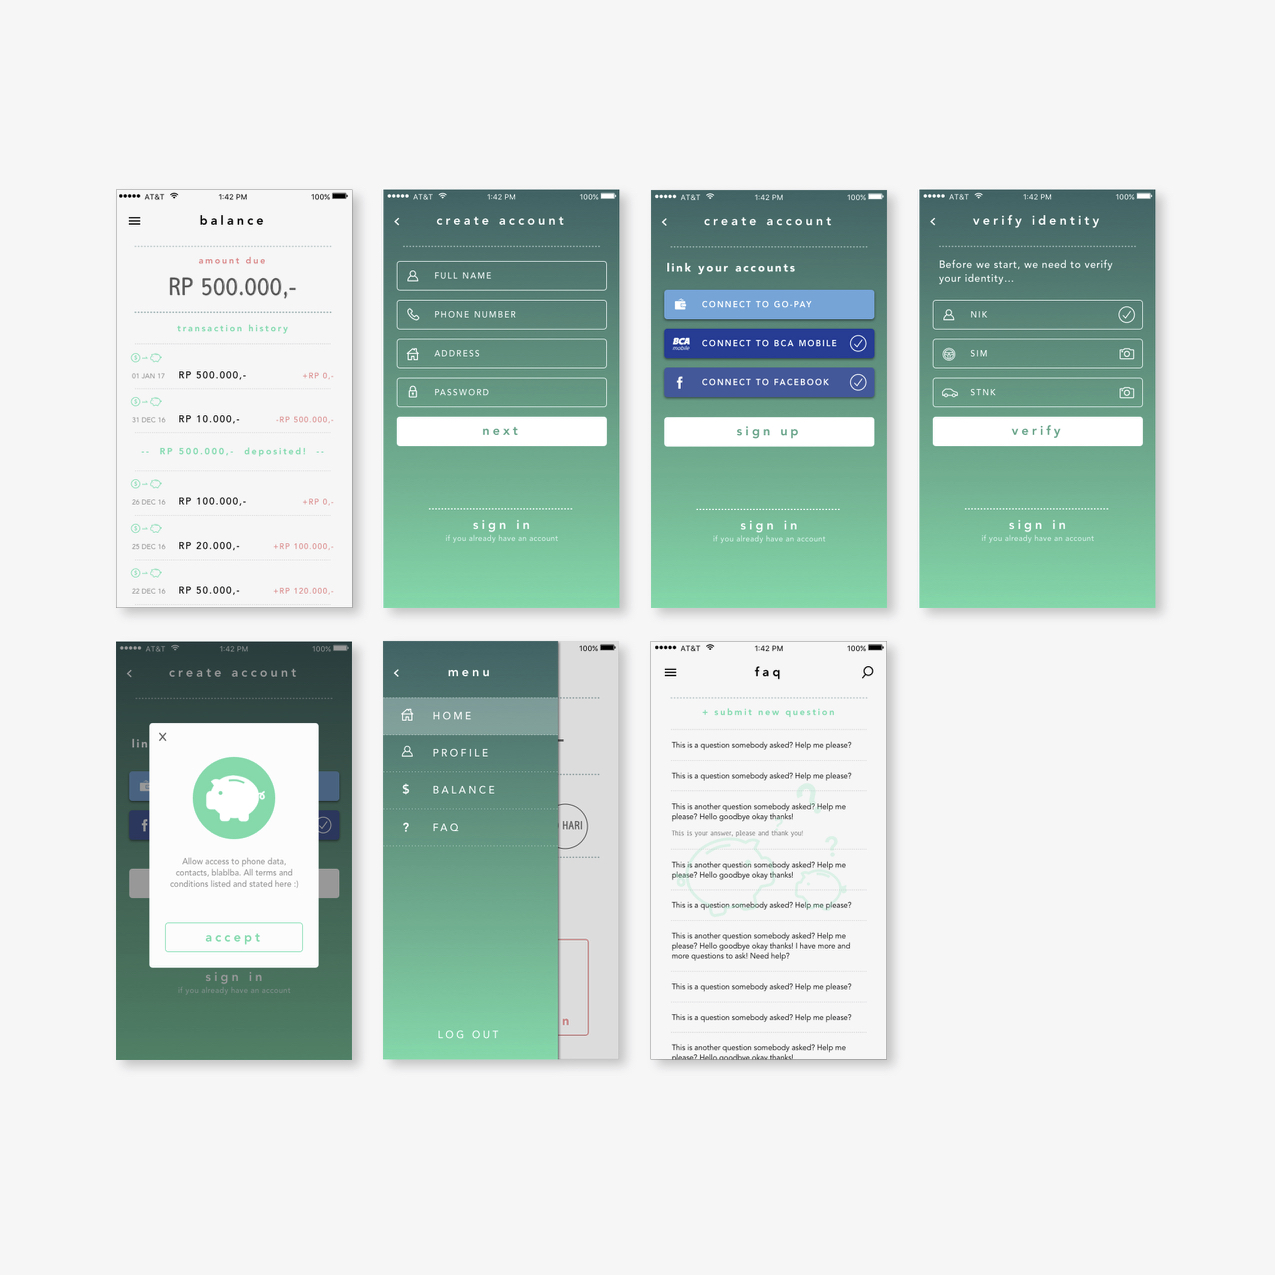 AT&T 1:42 PM 100%
balance
amount due
RP 500.000,-
transaction history
01 JAN 17 RP 500.000,- +RP 0,-
31 DEC 16 RP 10.000,- -RP 500.000,-
-- RP 500.000,- deposited! --
26 DEC 16 RP 100.000,- +RP 0,-
25 DEC 16 RP 20.000,- +RP 100.000,-
22 DEC 16 RP 50.000,- +RP 120.000,-
AT&T 1:42 PM 100%
create account
FULL NAME
PHONE NUMBER
ADDRESS
PASSWORD
next
sign in
if you already have an account
AT&T 1:42 PM 100%
create account
link your accounts
CONNECT TO GO-PAY
BCA mobile CONNECT TO BCA MOBILE
f CONNECT TO FACEBOOK
sign up
sign in
if you already have an account
AT&T 1:42 PM 100%
verify identity
Before we start, we need to verify
your identity...
NIK
SIM
STNK
verify
sign in
if you already have an account
AT&T 1:42 PM 100%
create account
lin
X
f
Allow access to phone data,
contacts, blablba. All terms and
conditions listed and stated here :)
accept
sign in
if you already have an account
100%
menu
HOME
PROFILE
$ BALANCE
? FAQ
HARI
n
LOG OUT
AT&T 1:42 PM 100%
faq
+ submit new question
This is a question somebody asked? Help me please?
This is a question somebody asked? Help me please?
This is another question somebody asked? Help me
please? Hello goodbye okay thanks!
This is your answer, please and thank you!
This is another question somebody asked? Help me
please? Hello goodbye okay thanks!
This is a question somebody asked? Help me please?
This is another question somebody asked? Help me
please? Hello goodbye okay thanks! I have more and
more questions to ask! Need help?
This is a question somebody asked? Help me please?
This is a question somebody asked? Help me please?
This is another question somebody asked? Help me
please? Hello goodbye okay thanks!